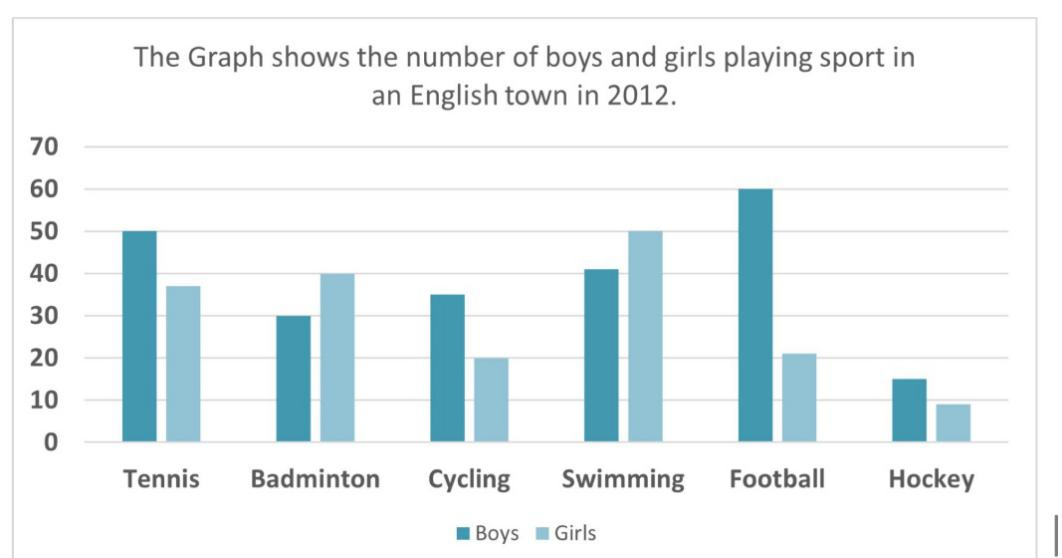 The Graph shows the number of boys and girls playing sport in
an English town in 2012.
70
60
50
40
30
20
10
0
Tennis Badminton Cycling Swimming Football Hockey
Boys Girls